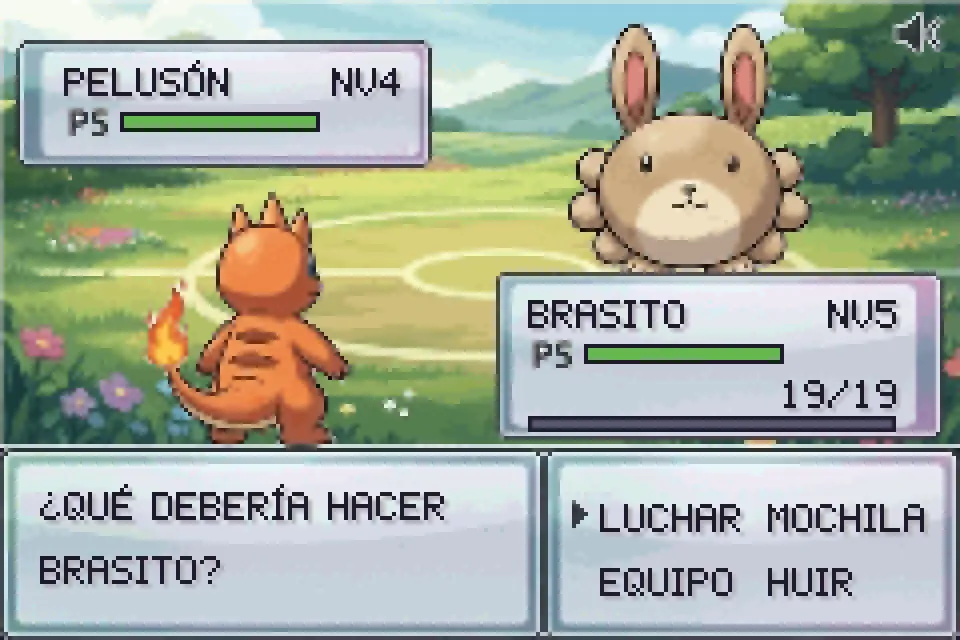 PELUSÓN NV4
PS
BRASITO NV5
PS
19/19
¿QUÉ DEBERÍA HACER
BRASITO?
LUCHAR MOCHILA
EQUIPO HUIR